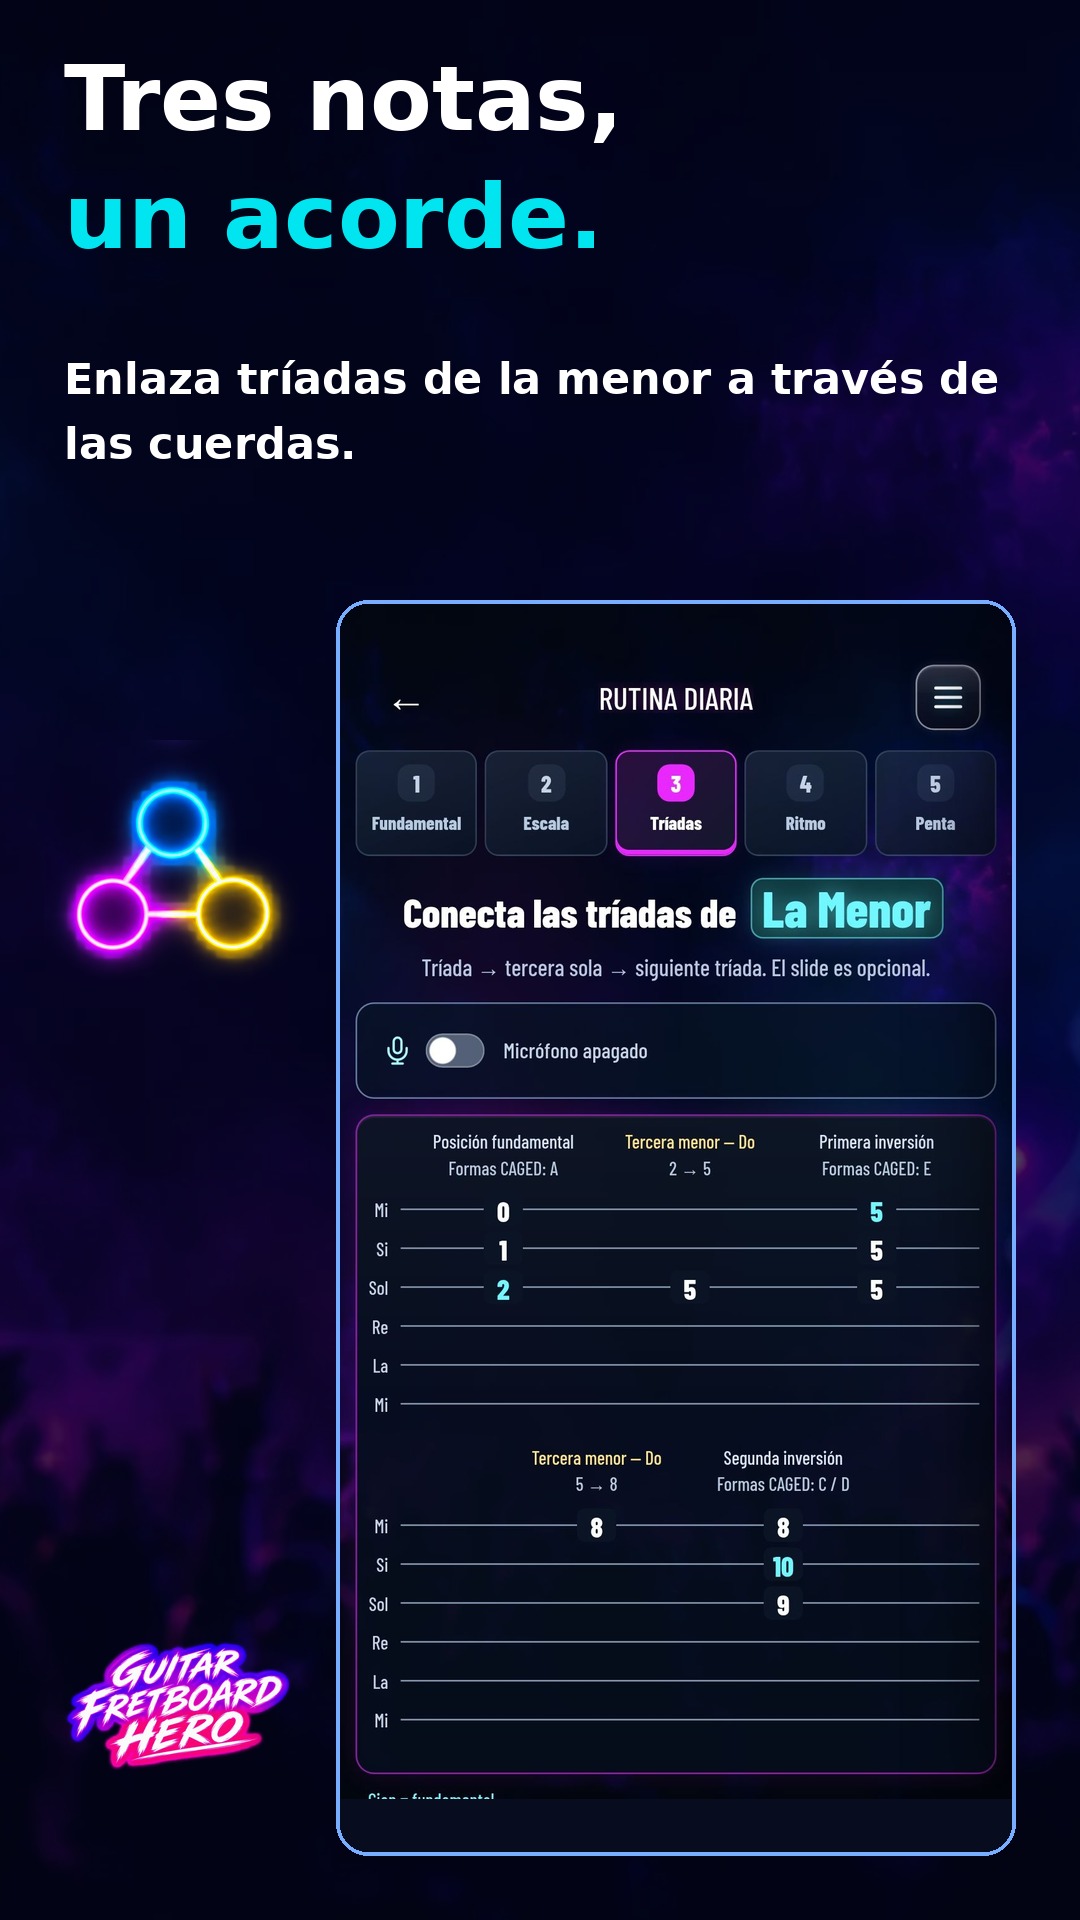 Tres notas,
un acorde.
Enlaza tríadas de la menor a través de
las cuerdas.
← RUTINA DIARIA
1 2 3 4 5
Fundamental Escala Tríadas Ritmo Penta
Conecta las tríadas de La Menor
Tríada → tercera sola → siguiente tríada. El slide es opcional.
Micrófono apagado
Posición fundamental Tercera menor – Do Primera inversión
Formas CAGED: A 2 → 5 Formas CAGED: E
Mi 0 5
Si 1 5
Sol 2 5 5
Re
La
Mi
Tercera menor – Do Segunda inversión
5 → 8 Formas CAGED: C / D
Mi 8 8
Si 10
Sol 9
Re
La
Mi
GUITAR
FRETBOARD
HERO